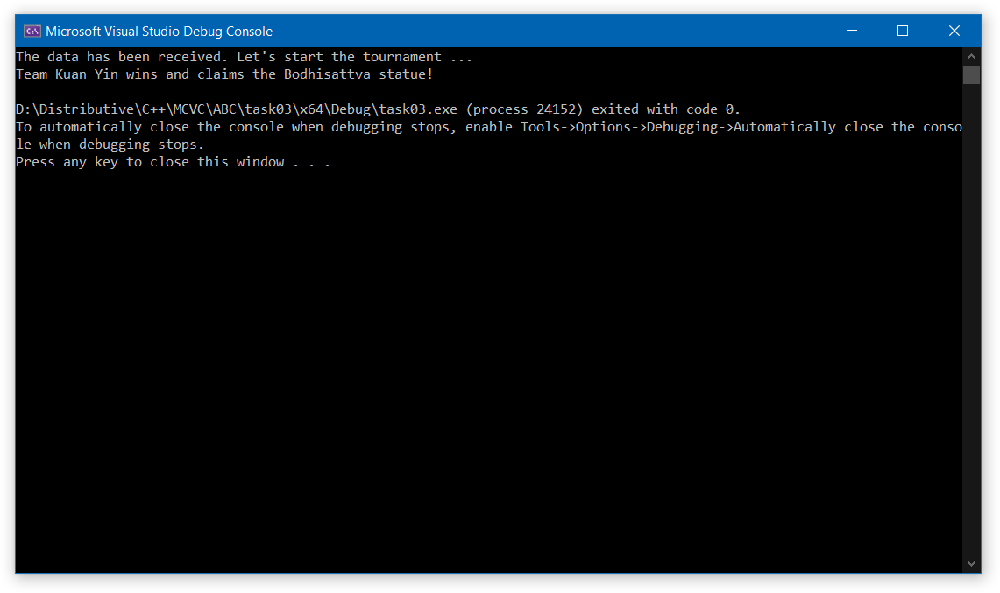 Microsoft Visual Studio Debug Console
The data has been received. Let's start the tournament ...
Team Kuan Yin wins and claims the Bodhisattva statue!
D:\Distributive\C++\MCVC\ABC\task03\x64\Debug\task03.exe (process 24152) exited with code 0.
To automatically close the console when debugging stops, enable Tools->Options->Debugging->Automatically close the conso
le when debugging stops.
Press any key to close this window . . .